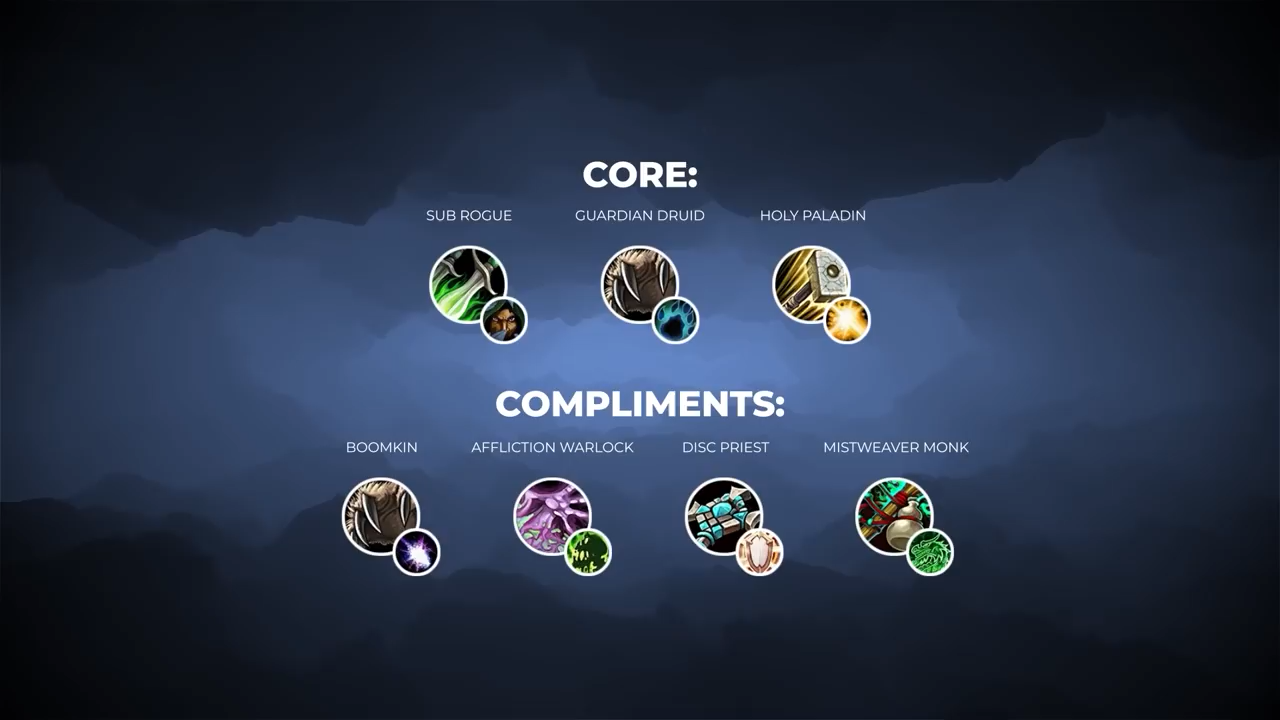 CORE:
SUB ROGUE GUARDIAN DRUID HOLY PALADIN
COMPLIMENTS:
BOOMKIN AFFLICTION WARLOCK DISC PRIEST MISTWEAVER MONK